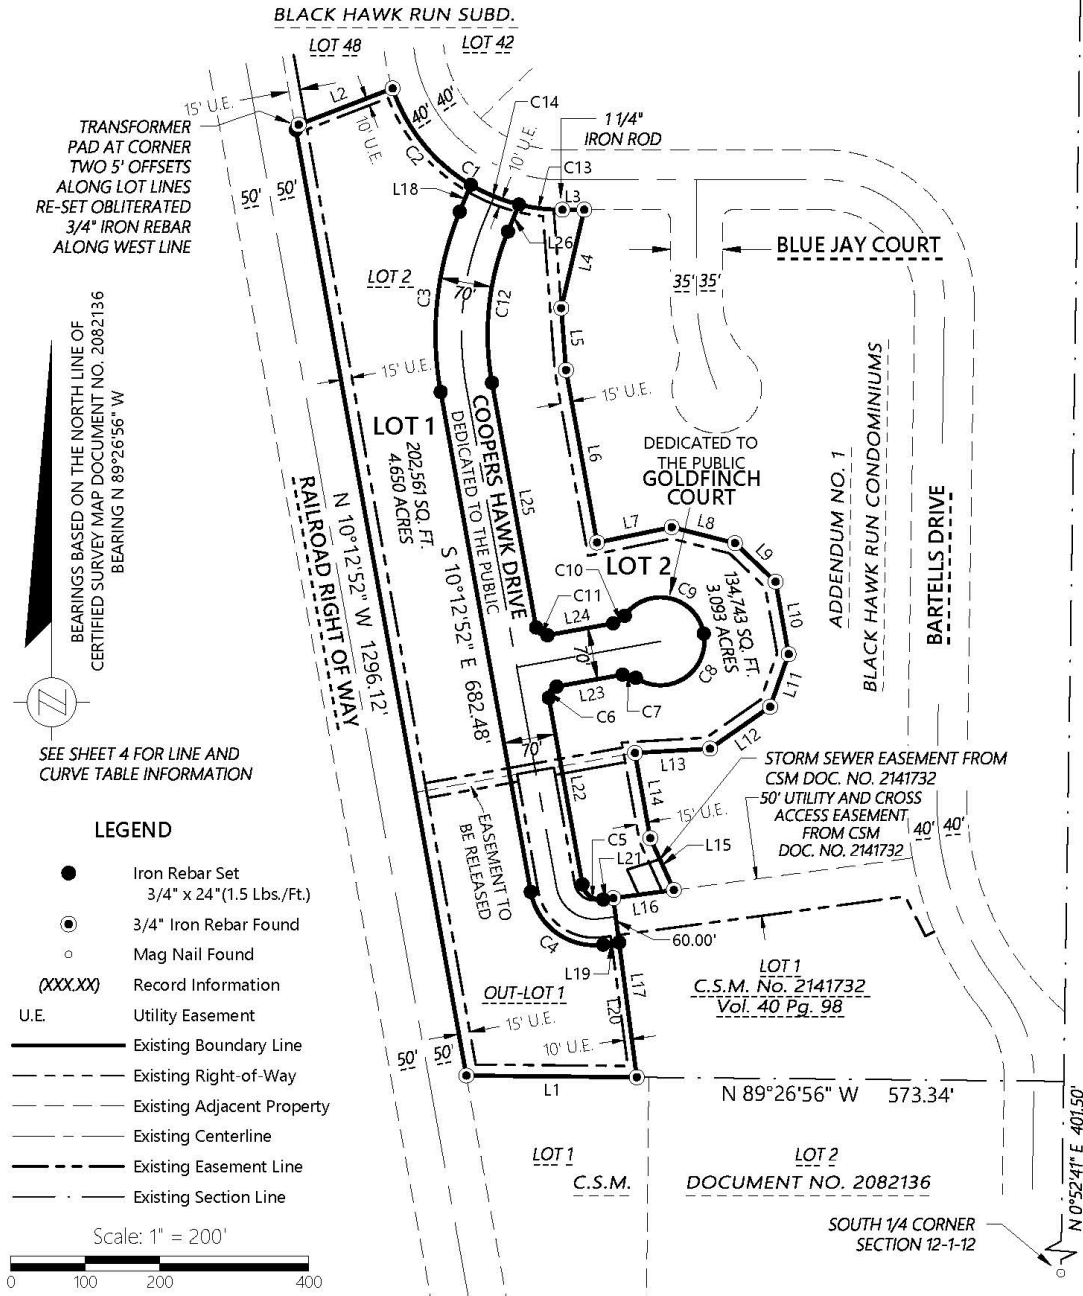 BLACK HAWK RUN SUBD.
LOT 48
LOT 42
15' U.E.
L2
40' 40'
C14
1 1/4"
IRON ROD
TRANSFORMER
PAD AT CORNER
TWO 5' OFFSETS
ALONG LOT LINES
RE-SET OBLITERATED
3/4" IRON REBAR
ALONG WEST LINE
10' U.E.
C2
C1
10' U.E.
C13
L18
L3
50' 50'
L26
BLUE JAY COURT
LOT 2
L4
35' 35'
C3
70'
C12
L5
15' U.E.
15' U.E.
BEARINGS BASED ON THE NORTH LINE OF
CERTIFIED SURVEY MAP DOCUMENT NO. 2082136
BEARING N 89°26'56" W
LOT 1
202,561 SQ. FT.
4.650 ACRES
COOPERS HAWK DRIVE
DEDICATED TO THE PUBLIC
L6
DEDICATED TO
THE PUBLIC
GOLDFINCH
COURT
ADDENDUM NO. 1
BLACK HAWK RUN CONDOMINIUMS
BARTELLS DRIVE
RAILROAD RIGHT OF WAY
N 10°12'52" W 1296.12'
S 10°12'52" E 682.48'
L25
L7
L8
L9
LOT 2
134,743 SQ. FT.
3.093 ACRES
C10
C11
L24
C9
L10
70'
C8
L11
L23
C6
C7
L12
SEE SHEET 4 FOR LINE AND
CURVE TABLE INFORMATION
70'
L13
STORM SEWER EASEMENT FROM
CSM DOC. NO. 2141732
L22
L14
15' U.E.
50' UTILITY AND CROSS
ACCESS EASEMENT
FROM CSM
DOC. NO. 2141732
40' 40'
EASEMENT TO
BE RELEASED
C5
L21
L15
L16
C4
60.00'
L19
L17
L20
LOT 1
C.S.M. No. 2141732
Vol. 40 Pg. 98
OUT-LOT 1
15' U.E.
10' U.E.
50' 50'
L1
N 89°26'56" W 573.34'
LOT 1
C.S.M.
LOT 2
DOCUMENT NO. 2082136
SOUTH 1/4 CORNER
SECTION 12-1-12
N 0°52'41" E 401.50'
LEGEND
Iron Rebar Set
3/4" x 24"(1.5 Lbs./Ft.)
3/4" Iron Rebar Found
Mag Nail Found
(XXX.XX) Record Information
U.E. Utility Easement
Existing Boundary Line
Existing Right-of-Way
Existing Adjacent Property
Existing Centerline
Existing Easement Line
Existing Section Line
Scale: 1" = 200'
0 100 200 400